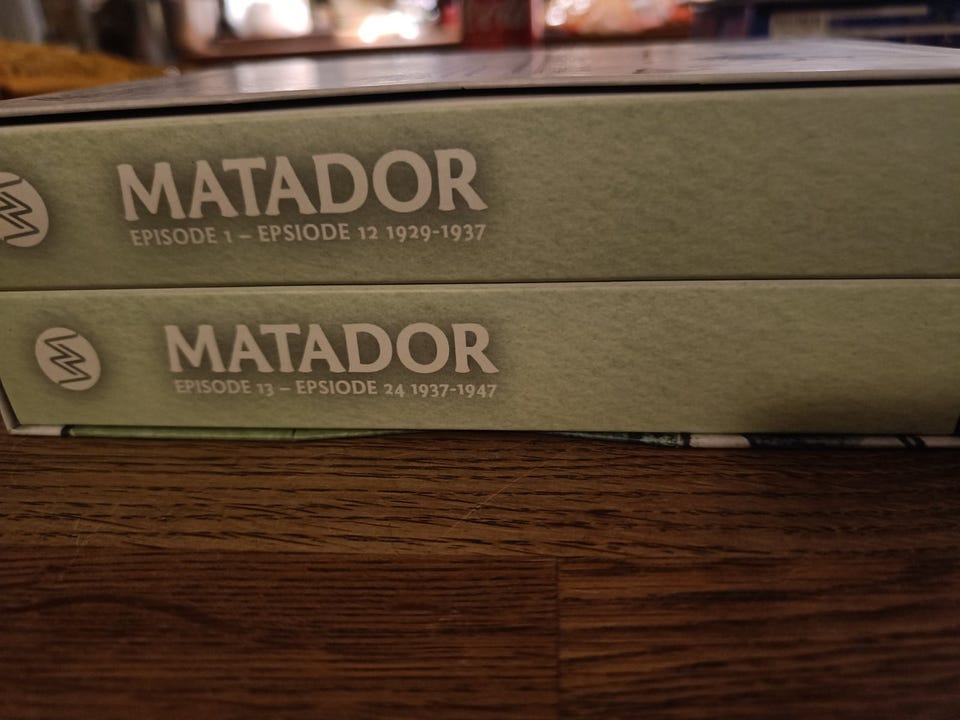 MATADOR
EPISODE 1 – EPSIODE 12 1929-1937
MATADOR
EPISODE 13 – EPSIODE 24 1937-1947